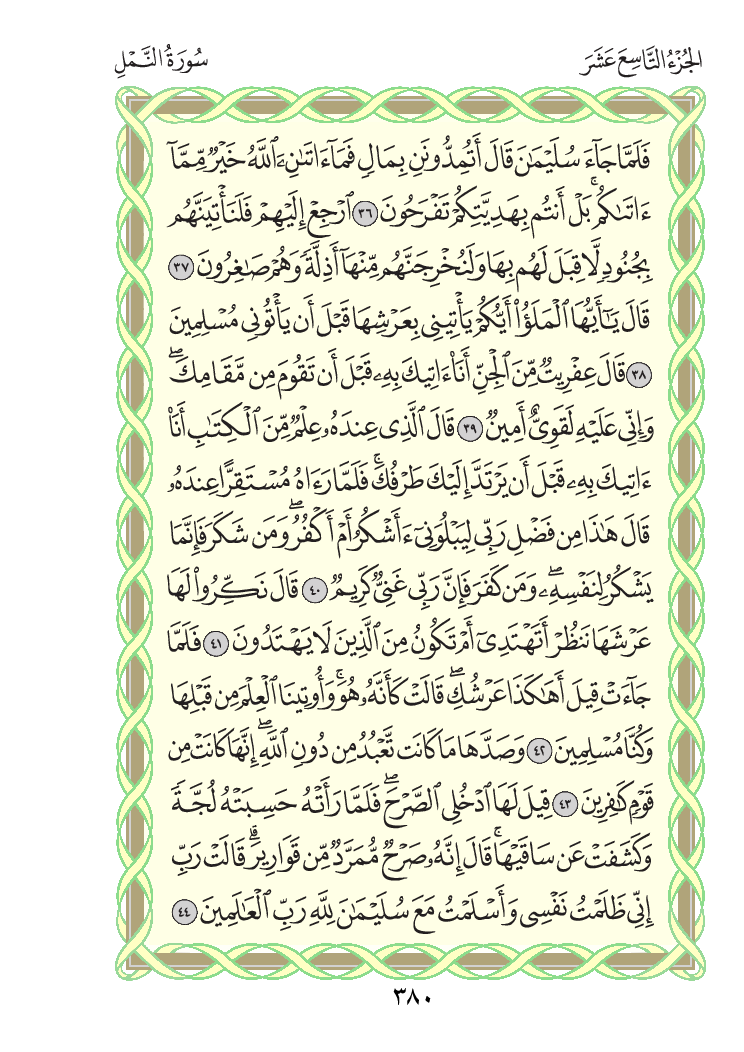 الجُزْءُ التَّاسِعَ عَشَرَ
سُورَةُ النَّمْلِ
فَلَمَّا جَآءَ سُلَيْمَٰنَ قَالَ أَتُمِدُّونَنِ بِمَالٖ فَمَآ ءَاتَىٰنِۦَ ٱللَّهُ خَيْرٞ مِّمَّآ
ءَاتَىٰكُمۚ بَلْ أَنتُم بِهَدِيَّتِكُمْ تَفْرَحُونَ ٣٦ ٱرْجِعْ إِلَيْهِمْ فَلَنَأْتِيَنَّهُم
بِجُنُودٖ لَّا قِبَلَ لَهُم بِهَا وَلَنُخْرِجَنَّهُم مِّنْهَآ أَذِلَّةٗ وَهُمْ صَٰغِرُونَ ٣٧
قَالَ يَٰٓأَيُّهَا ٱلْمَلَؤُا۟ أَيُّكُمْ يَأْتِينِى بِعَرْشِهَا قَبْلَ أَن يَأْتُونِى مُسْلِمِينَ
٣٨ قَالَ عِفْرِيتٞ مِّنَ ٱلْجِنِّ أَنَا۠ ءَاتِيكَ بِهِۦ قَبْلَ أَن تَقُومَ مِن مَّقَامِكَۖ
وَإِنِّى عَلَيْهِ لَقَوِىٌّ أَمِينٞ ٣٩ قَالَ ٱلَّذِى عِندَهُۥ عِلْمٞ مِّنَ ٱلْكِتَٰبِ أَنَا۠
ءَاتِيكَ بِهِۦ قَبْلَ أَن يَرْتَدَّ إِلَيْكَ طَرْفُكَۚ فَلَمَّا رَءَاهُ مُسْتَقِرًّا عِندَهُۥ
قَالَ هَٰذَا مِن فَضْلِ رَبِّى لِيَبْلُوَنِىٓ ءَأَشْكُرُ أَمْ أَكْفُرُۖ وَمَن شَكَرَ فَإِنَّمَا
يَشْكُرُ لِنَفْسِهِۦۖ وَمَن كَفَرَ فَإِنَّ رَبِّى غَنِىّٞ كَرِيمٞ ٤٠ قَالَ نَكِّرُوا۟ لَهَا
عَرْشَهَا نَنظُرْ أَتَهْتَدِىٓ أَمْ تَكُونُ مِنَ ٱلَّذِينَ لَا يَهْتَدُونَ ٤١ فَلَمَّا
جَآءَتْ قِيلَ أَهَٰكَذَا عَرْشُكِۖ قَالَتْ كَأَنَّهُۥ هُوَۚ وَأُوتِينَا ٱلْعِلْمَ مِن قَبْلِهَا
وَكُنَّا مُسْلِمِينَ ٤٢ وَصَدَّهَا مَا كَانَت تَّعْبُدُ مِن دُونِ ٱللَّهِۖ إِنَّهَا كَانَتْ مِن
قَوْمٖ كَٰفِرِينَ ٤٣ قِيلَ لَهَا ٱدْخُلِى ٱلصَّرْحَۖ فَلَمَّا رَأَتْهُ حَسِبَتْهُ لُجَّةٗ
وَكَشَفَتْ عَن سَاقَيْهَاۚ قَالَ إِنَّهُۥ صَرْحٞ مُّمَرَّدٞ مِّن قَوَارِيرَۗ قَالَتْ رَبِّ
إِنِّى ظَلَمْتُ نَفْسِى وَأَسْلَمْتُ مَعَ سُلَيْمَٰنَ لِلَّهِ رَبِّ ٱلْعَٰلَمِينَ ٤٤
٣٨٠